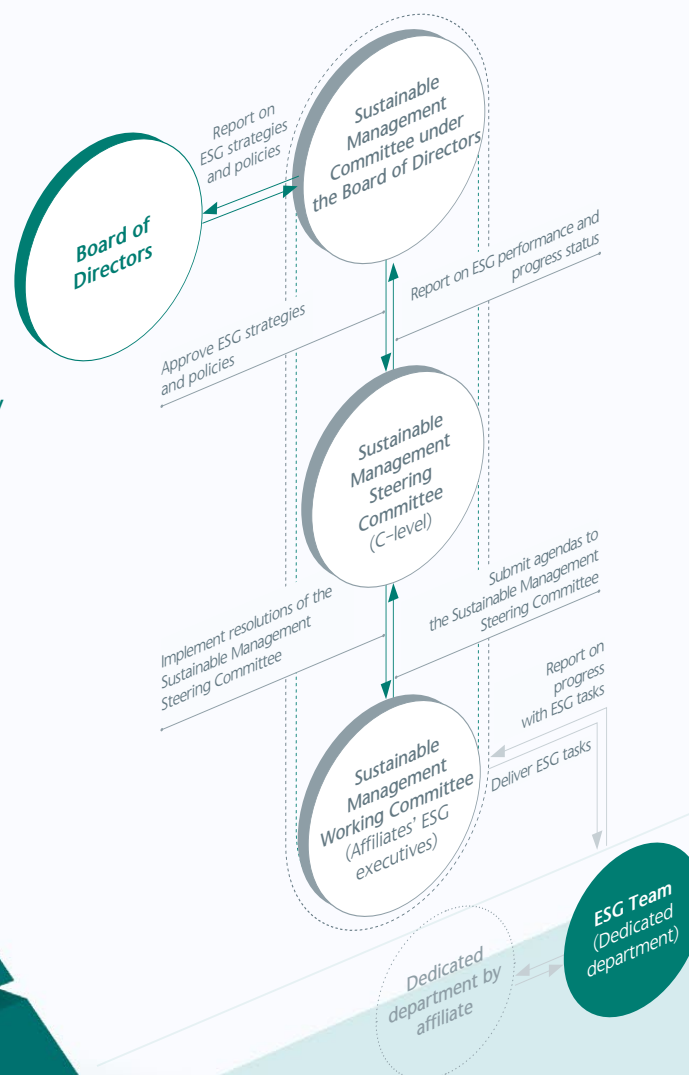 Sustainable
Management
Committee under
the Board of Directors
Report on
ESG strategies
and policies
Board of
Directors
Report on ESG performance and
progress status
Approve ESG strategies
and policies
Sustainable
Management
Steering
Committee
(C-level)
Submit agendas to
the Sustainable Management
Steering Committee
Implement resolutions of the
Sustainable Management
Steering Committee
Report on
progress
with ESG tasks
Deliver ESG tasks
Sustainable
Management
Working Committee
(Affiliates' ESG
executives)
ESG Team
(Dedicated
department)
Dedicated
department by
affiliate